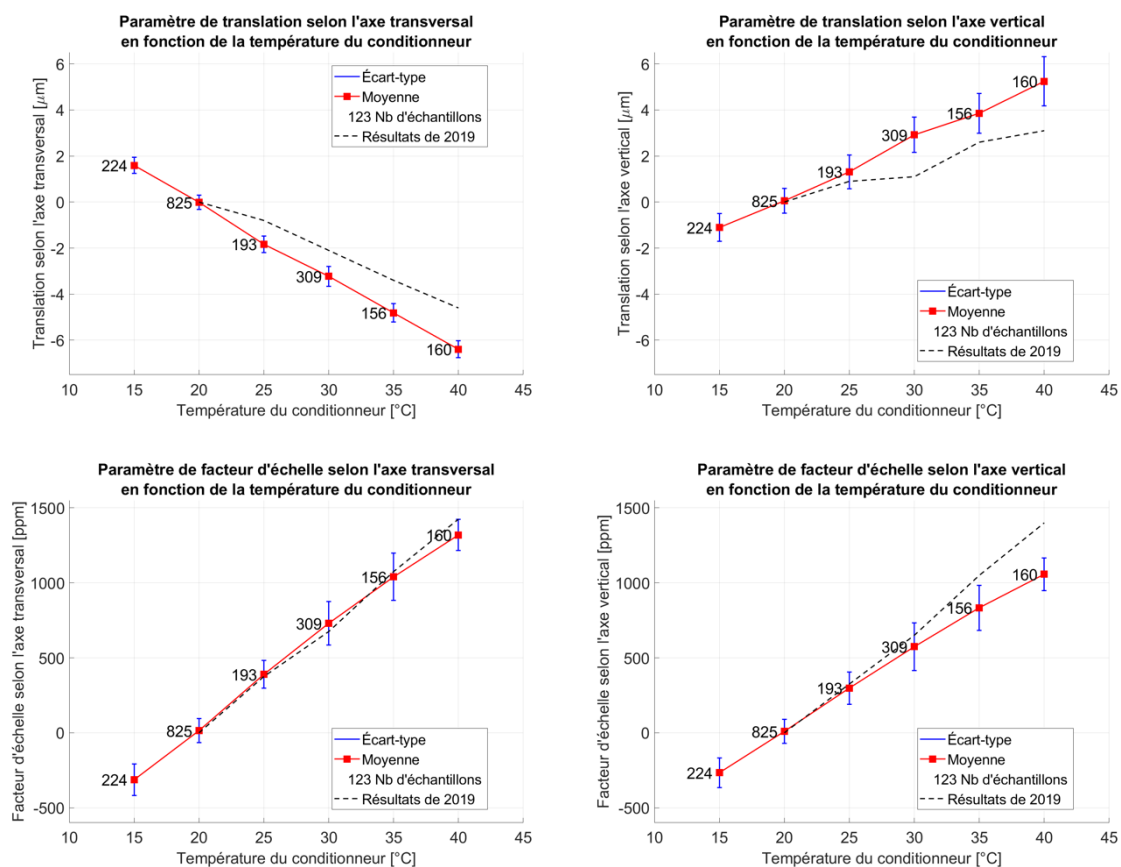 Paramètre de translation selon l'axe transversal
en fonction de la température du conditionneur
Translation selon l'axe transversal [μm]
6
4
2
0
-2
-4
-6
224
825
193
309
156
160
Écart-type
Moyenne
123 Nb d'échantillons
Résultats de 2019
10 15 20 25 30 35 40 45
Température du conditionneur [°C]
Paramètre de translation selon l'axe vertical
en fonction de la température du conditionneur
Translation selon l'axe vertical [μm]
6
4
2
0
-2
-4
-6
224
825
193
309
156
160
Écart-type
Moyenne
123 Nb d'échantillons
Résultats de 2019
10 15 20 25 30 35 40 45
Température du conditionneur [°C]
Paramètre de facteur d'échelle selon l'axe transversal
en fonction de la température du conditionneur
Facteur d'échelle selon l'axe transversal [ppm]
1500
1000
500
0
-500
224
825
193
309
156
160
Écart-type
Moyenne
123 Nb d'échantillons
Résultats de 2019
10 15 20 25 30 35 40 45
Température du conditionneur [°C]
Paramètre de facteur d'échelle selon l'axe vertical
en fonction de la température du conditionneur
Facteur d'échelle selon l'axe vertical [ppm]
1500
1000
500
0
-500
224
825
193
309
156
160
Écart-type
Moyenne
123 Nb d'échantillons
Résultats de 2019
10 15 20 25 30 35 40 45
Température du conditionneur [°C]